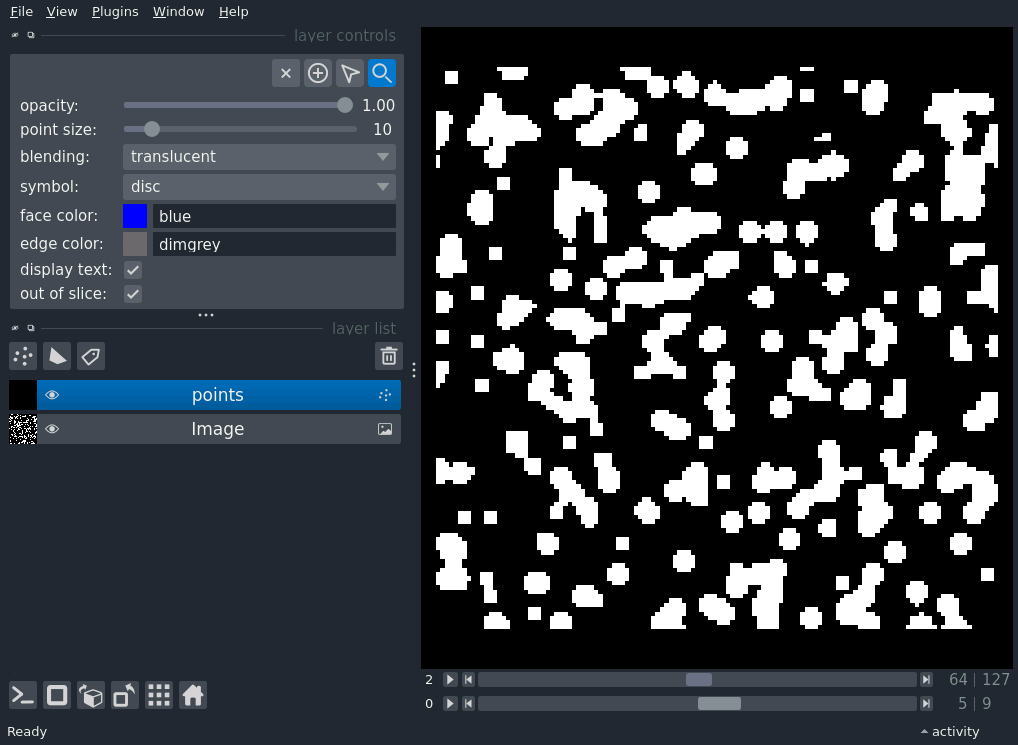 File View Plugins Window Help
layer controls
opacity: 1.00
point size: 10
blending: translucent
symbol: disc
face color: blue
edge color: dimgrey
display text:
out of slice:
layer list
points
Image
2 64 | 127
0 5 | 9
Ready activity